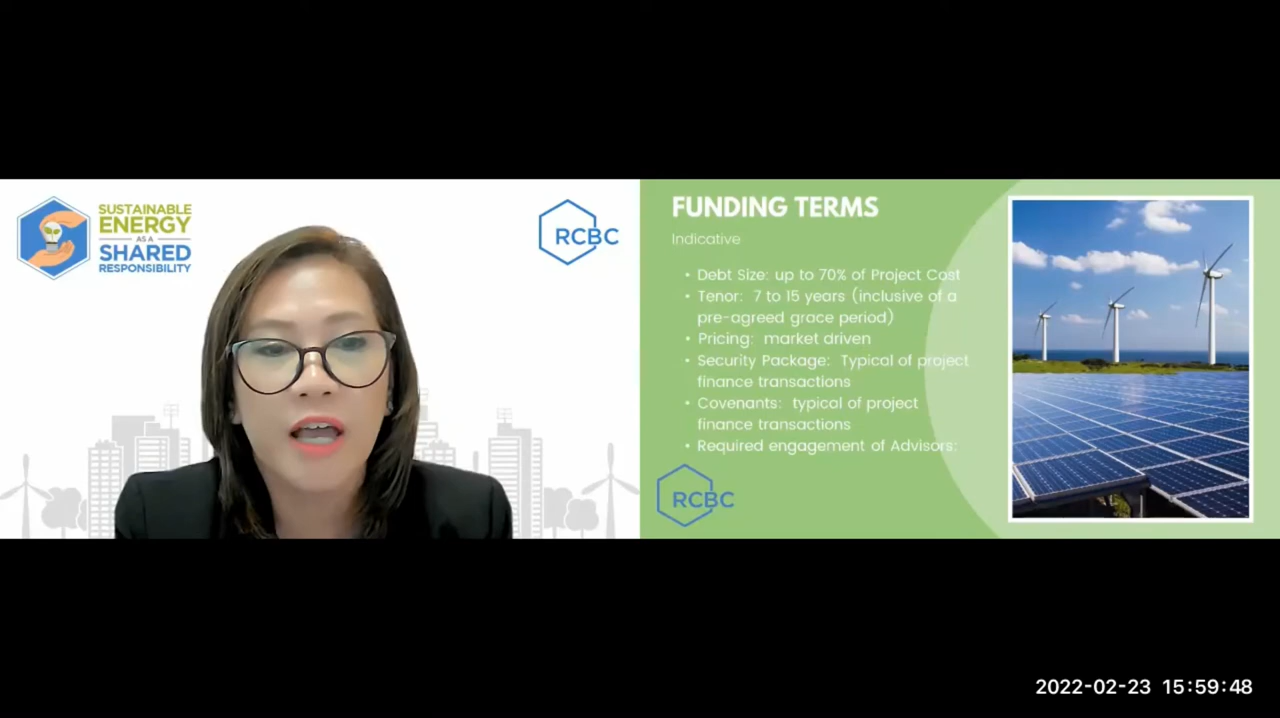 SUSTAINABLE
ENERGY
AS A
SHARED
RESPONSIBILITY
RCBC
FUNDING TERMS
Indicative
• Debt Size: up to 70% of Project Cost
• Tenor: 7 to 15 years (inclusive of a
pre-agreed grace period)
• Pricing: market driven
• Security Package: Typical of project
finance transactions
• Covenants: typical of project
finance transactions
• Required engagement of Advisors:
RCBC
2022-02-23 15:59:48